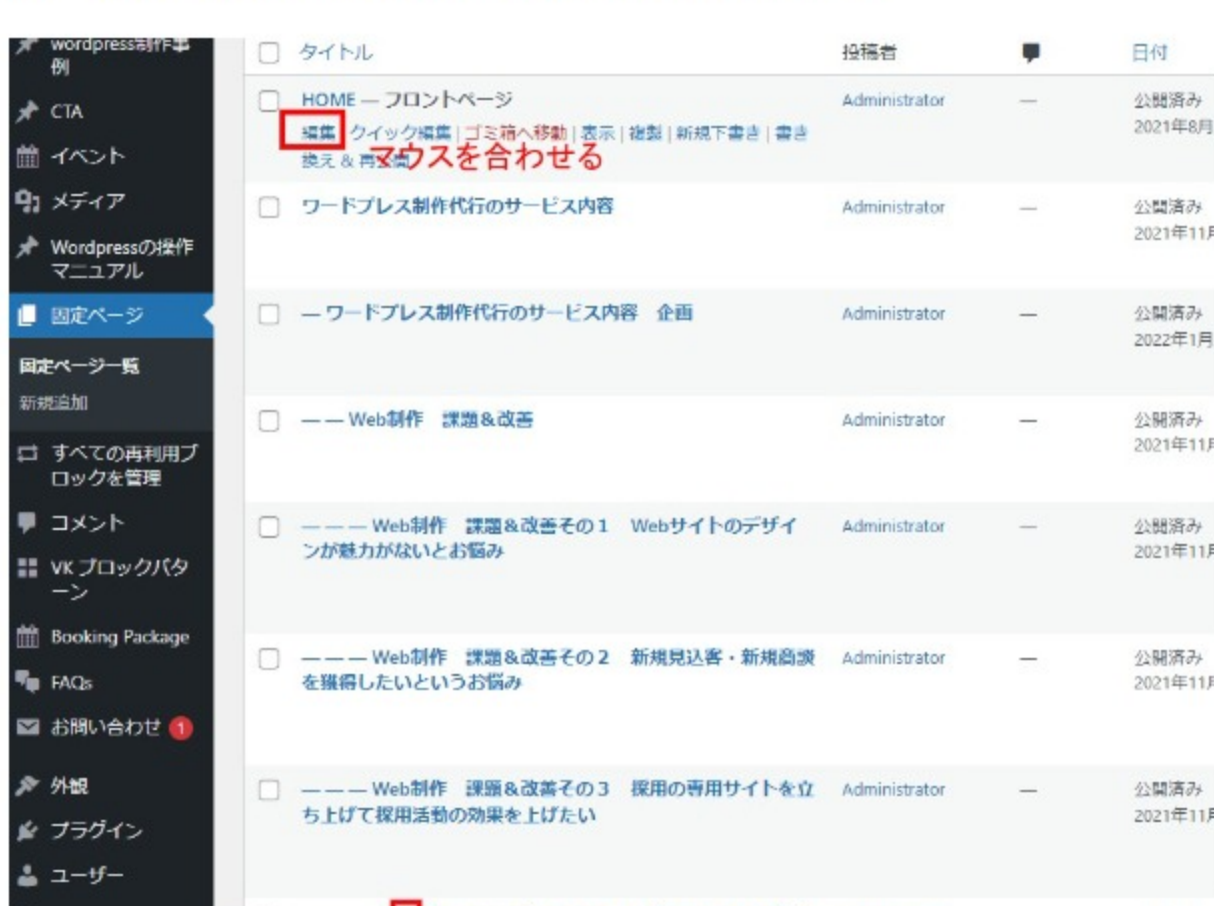 wordpress制作事
例
CTA
イベント
メディア
Wordpressの操作
マニュアル
固定ページ
固定ページ一覧
新規追加
すべての再利用ブ
ロックを管理
コメント
VK ブロックパタ
ーン
Booking Package
FAQs
お問い合わせ 1
外観
プラグイン
ユーザー
タイトル 投稿者 日付
HOME — フロントページ Administrator — 公開済み
2021年8月
編集 クイック編集 | ゴミ箱へ移動 | 表示 | 複製 | 新規下書き | 書き
換え & 再公開
マウスを合わせる
ワードプレス制作代行のサービス内容 Administrator — 公開済み
2021年11月
— ワードプレス制作代行のサービス内容 企画 Administrator — 公開済み
2022年1月
— — Web制作 課題&改善 Administrator — 公開済み
2021年11月
— — — Web制作 課題&改善その1 Webサイトのデザイ Administrator — 公開済み
ンが魅力がないとお悩み 2021年11月
— — — Web制作 課題&改善その2 新規見込客・新規商談 Administrator — 公開済み
を獲得したいというお悩み 2021年11月
— — — Web制作 課題&改善その3 採用の専用サイトを立 Administrator — 公開済み
ち上げて採用活動の効果を上げたい 2021年11月